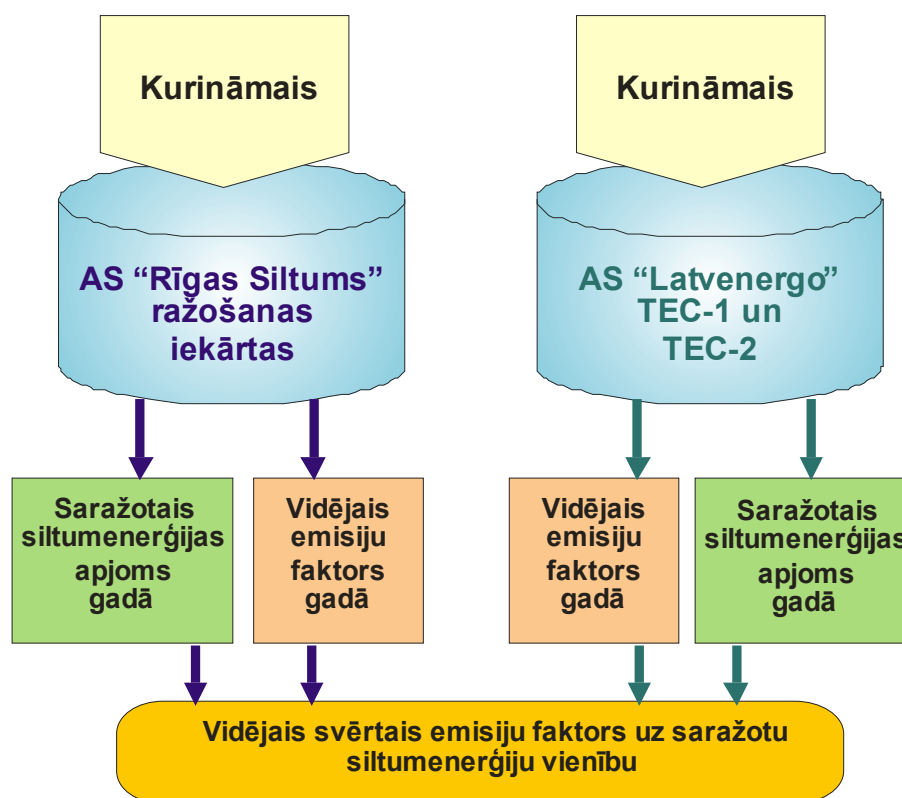 Kurināmais
Kurināmais
AS “Rīgas Siltums”
ražošanas
iekārtas
AS “Latvenergo”
TEC-1 un
TEC-2
Saražotais
siltumenerģijas
apjoms
gadā
Vidējais
emisiju
faktors
gadā
Vidējais
emisiju
faktors
gadā
Saražotais
siltumenerģijas
apjoms
gadā
Vidējais svērtais emisiju faktors uz saražotu
siltumenerģiju vienību